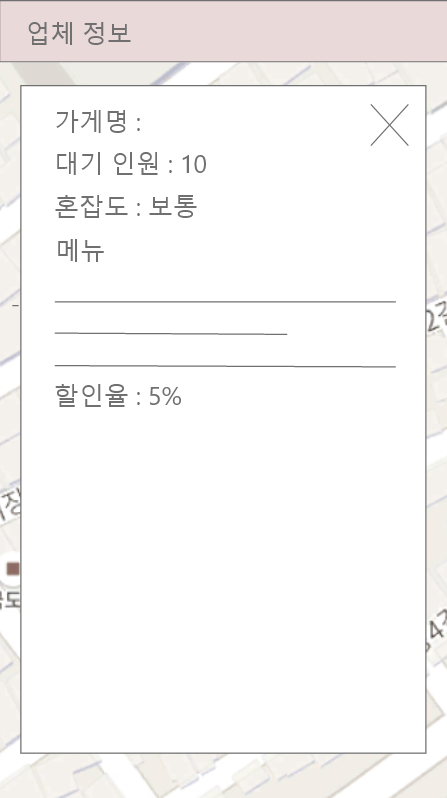 업체 정보
가게명 :
대기 인원 : 10
혼잡도 : 보통
메뉴
할인율 : 5%